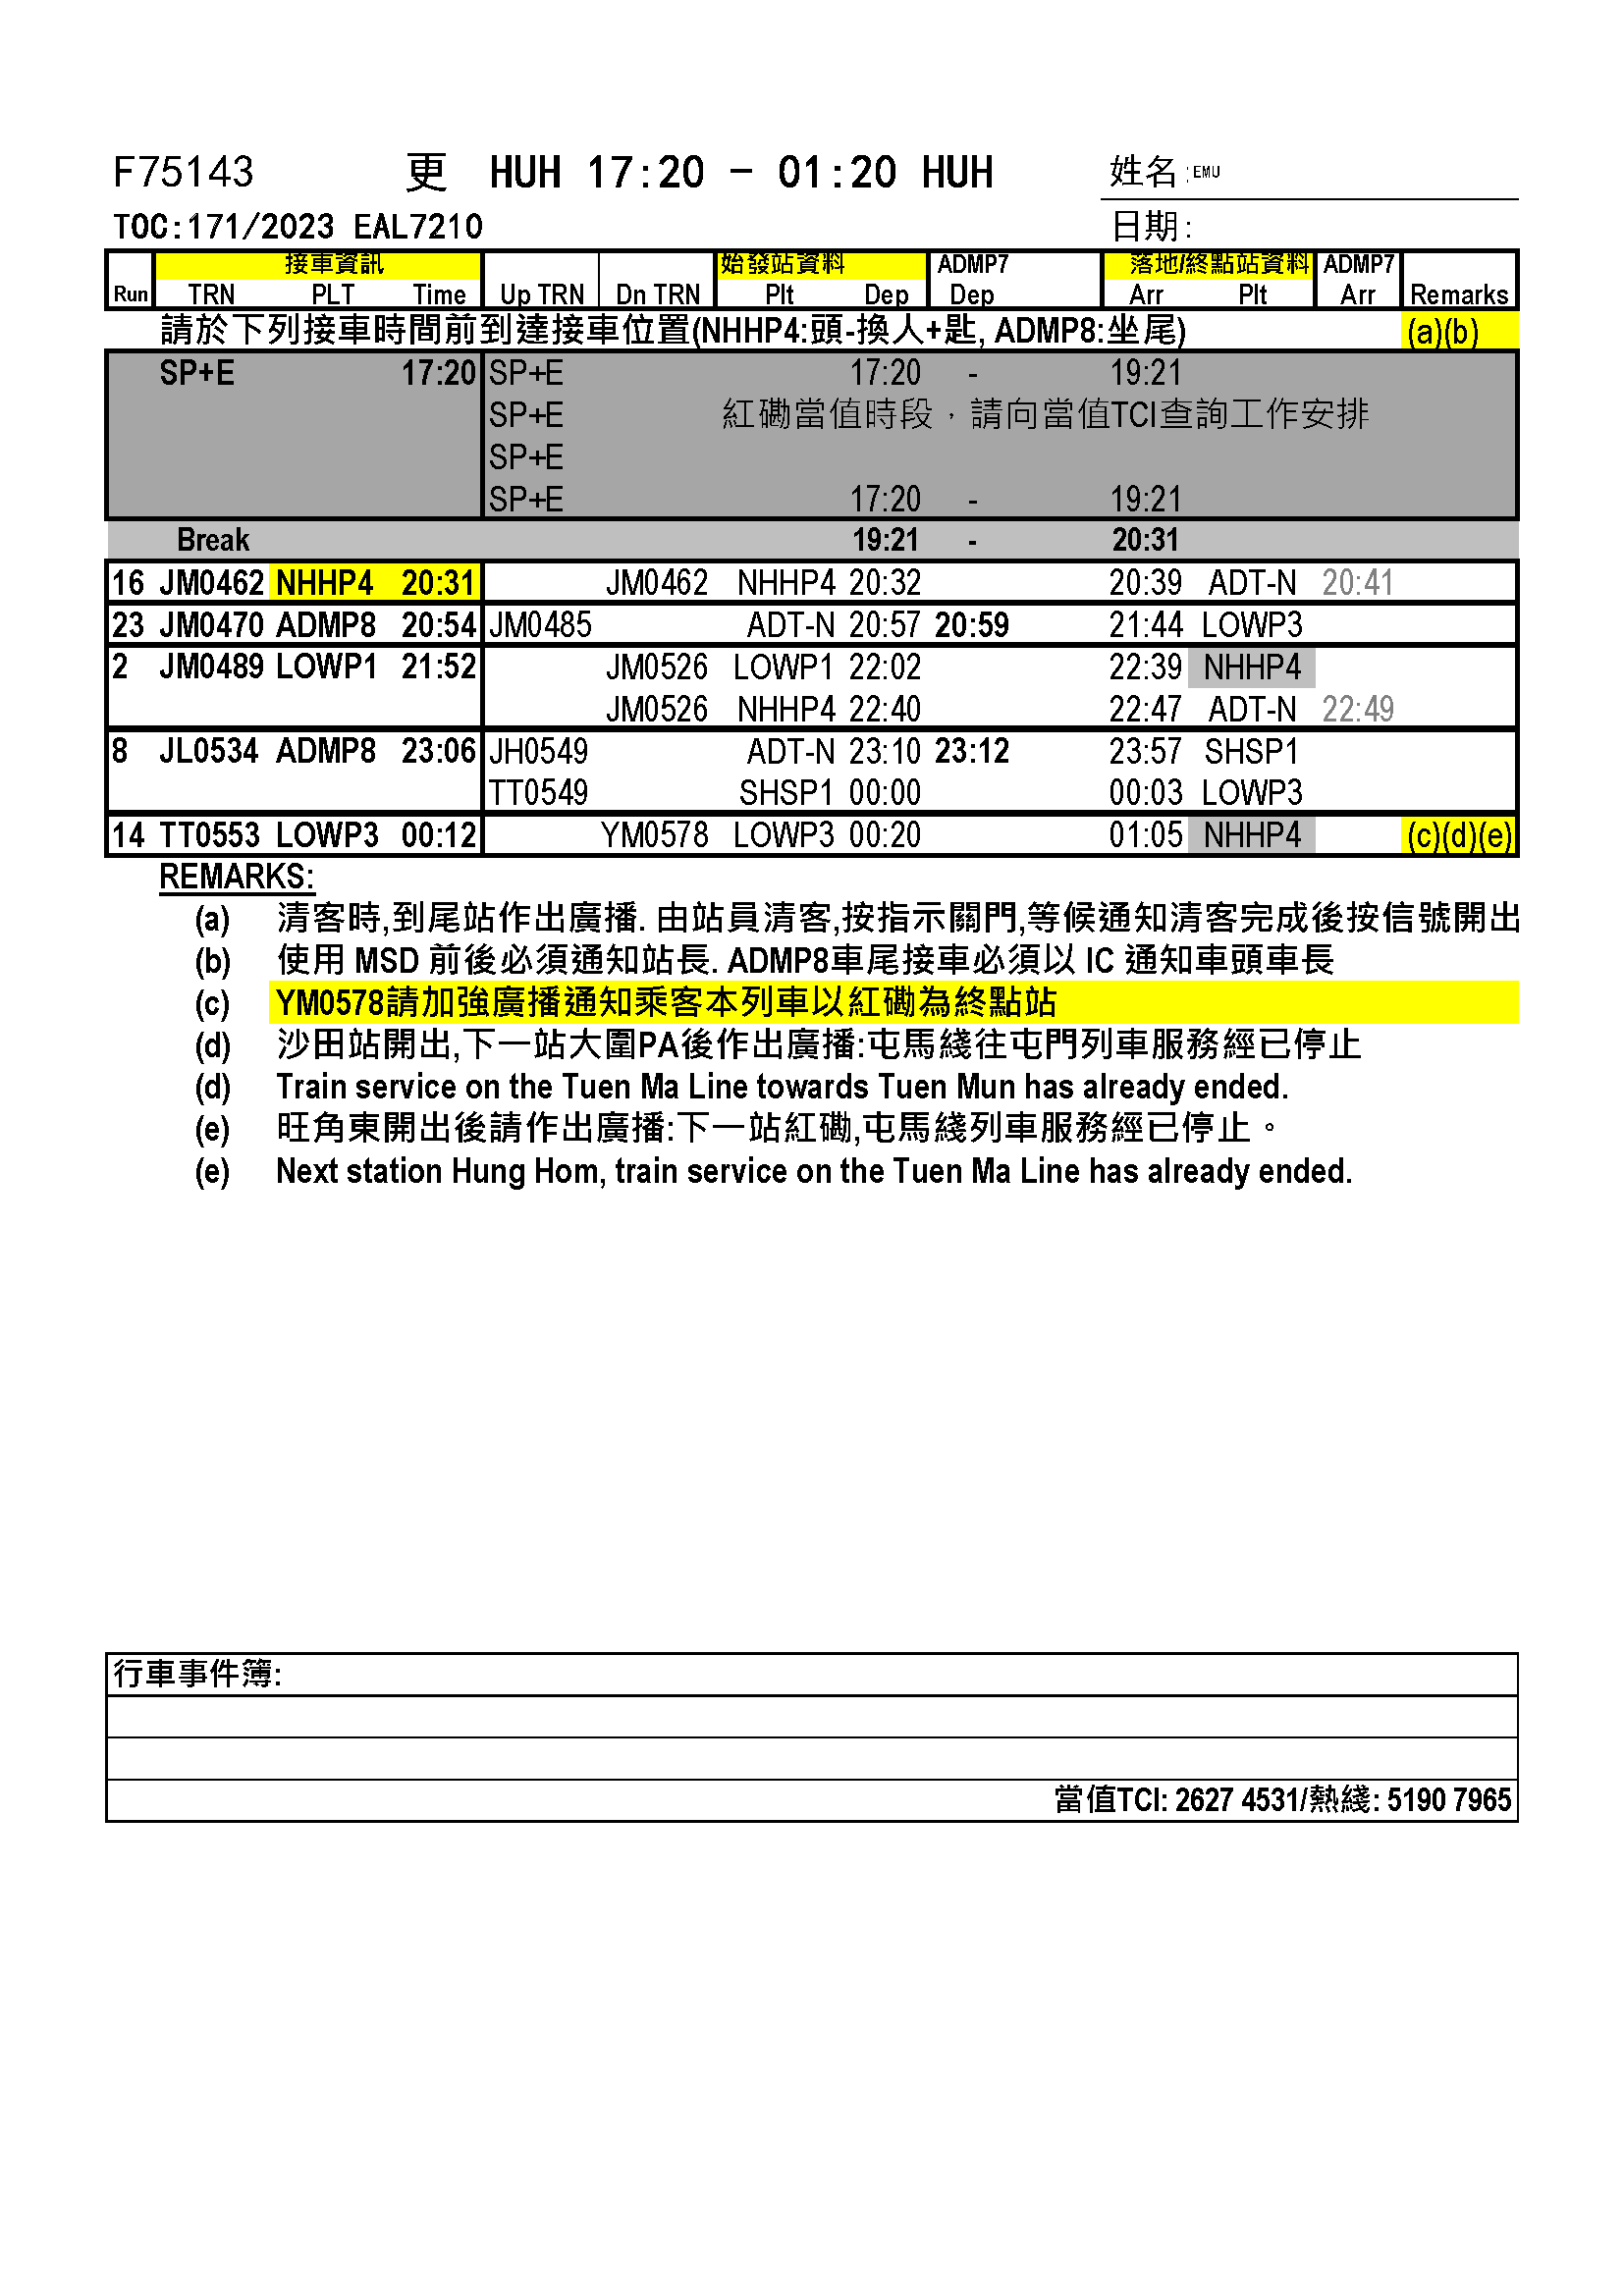 F75143 更 HUH 17:20 - 01:20 HUH 姓名:EMU
TOC:171/2023 EAL7210 日期:
接車資訊 始發站資料 ADMP7 落地/終點站資料 ADMP7
Run TRN PLT Time Up TRN Dn TRN Plt Dep Dep Arr Plt Arr Remarks
請於下列接車時間前到達接車位置(NHHP4:頭-換人+匙, ADMP8:坐尾) (a)(b)
SP+E 17:20 SP+E 17:20 - 19:21
SP+E 紅磡當值時段，請向當值TCI查詢工作安排
SP+E
SP+E 17:20 - 19:21
Break 19:21 - 20:31
16 JM0462 NHHP4 20:31 JM0462 NHHP4 20:32 20:39 ADT-N 20:41
23 JM0470 ADMP8 20:54 JM0485 ADT-N 20:57 20:59 21:44 LOWP3
2 JM0489 LOWP1 21:52 JM0526 LOWP1 22:02 22:39 NHHP4
JM0526 NHHP4 22:40 22:47 ADT-N 22:49
8 JL0534 ADMP8 23:06 JH0549 ADT-N 23:10 23:12 23:57 SHSP1
TT0549 SHSP1 00:00 00:03 LOWP3
14 TT0553 LOWP3 00:12 YM0578 LOWP3 00:20 01:05 NHHP4 (c)(d)(e)
REMARKS:
(a) 清客時,到尾站作出廣播. 由站員清客,按指示關門,等候通知清客完成後按信號開出
(b) 使用 MSD 前後必須通知站長. ADMP8車尾接車必須以 IC 通知車頭車長
(c) YM0578請加強廣播通知乘客本列車以紅磡為終點站
(d) 沙田站開出,下一站大圍PA後作出廣播:屯馬綫往屯門列車服務經已停止
(d) Train service on the Tuen Ma Line towards Tuen Mun has already ended.
(e) 旺角東開出後請作出廣播:下一站紅磡,屯馬綫列車服務經已停止。
(e) Next station Hung Hom, train service on the Tuen Ma Line has already ended.
行車事件簿:
當值TCI: 2627 4531/熱綫: 5190 7965